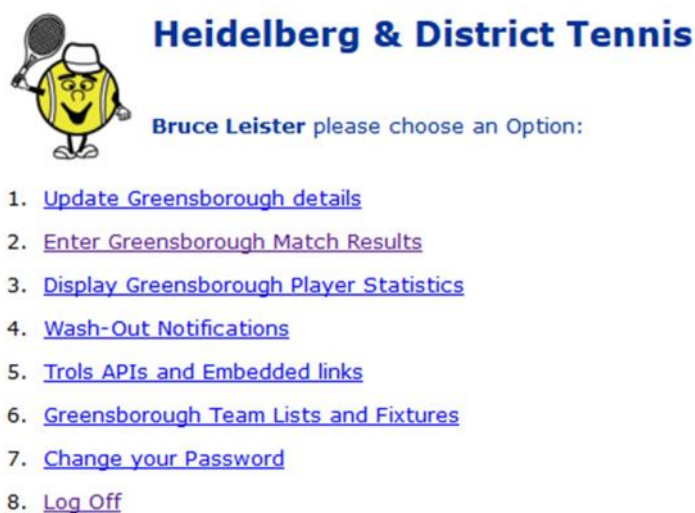 Heidelberg & District Tennis
Bruce Leister please choose an Option:
1. Update Greensborough details
2. Enter Greensborough Match Results
3. Display Greensborough Player Statistics
4. Wash-Out Notifications
5. Trols APIs and Embedded links
6. Greensborough Team Lists and Fixtures
7. Change your Password
8. Log Off